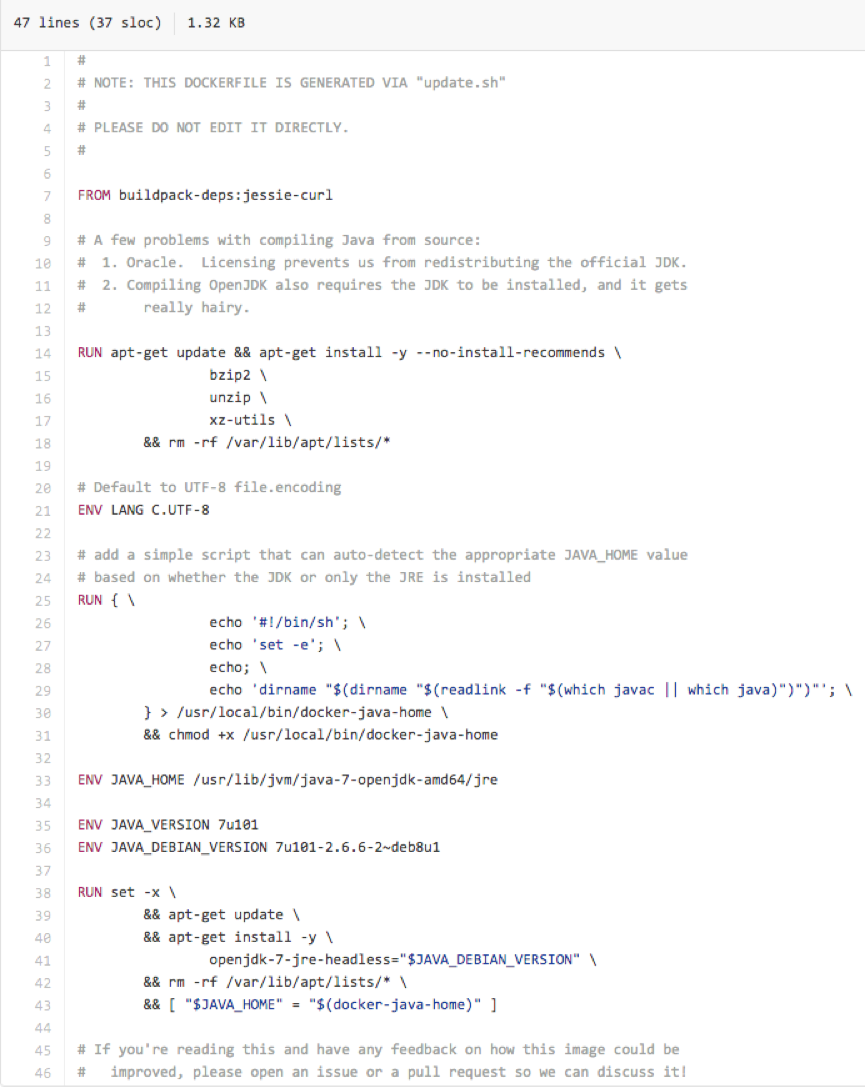 47 lines (37 sloc) 1.32 KB
1 #
2 # NOTE: THIS DOCKERFILE IS GENERATED VIA "update.sh"
3 #
4 # PLEASE DO NOT EDIT IT DIRECTLY.
5 #
6
7 FROM buildpack-deps:jessie-curl
8
9 # A few problems with compiling Java from source:
10 #  1. Oracle.  Licensing prevents us from redistributing the official JDK.
11 #  2. Compiling OpenJDK also requires the JDK to be installed, and it gets
12 #       really hairy.
13
14 RUN apt-get update && apt-get install -y --no-install-recommends \
15 		bzip2 \
16 		unzip \
17 		xz-utils \
18 	&& rm -rf /var/lib/apt/lists/*
19
20 # Default to UTF-8 file.encoding
21 ENV LANG C.UTF-8
22
23 # add a simple script that can auto-detect the appropriate JAVA_HOME value
24 # based on whether the JDK or only the JRE is installed
25 RUN { \
26 		echo '#!/bin/sh'; \
27 		echo 'set -e'; \
28 		echo; \
29 		echo 'dirname "$(dirname "$(readlink -f "$(which javac || which java)")")"'; \
30 	} > /usr/local/bin/docker-java-home \
31 	&& chmod +x /usr/local/bin/docker-java-home
32
33 ENV JAVA_HOME /usr/lib/jvm/java-7-openjdk-amd64/jre
34
35 ENV JAVA_VERSION 7u101
36 ENV JAVA_DEBIAN_VERSION 7u101-2.6.6-2~deb8u1
37
38 RUN set -x \
39 	&& apt-get update \
40 	&& apt-get install -y \
41 		openjdk-7-jre-headless="$JAVA_DEBIAN_VERSION" \
42 	&& rm -rf /var/lib/apt/lists/* \
43 	&& [ "$JAVA_HOME" = "$(docker-java-home)" ]
44
45 # If you're reading this and have any feedback on how this image could be
46 #   improved, please open an issue or a pull request so we can discuss it!